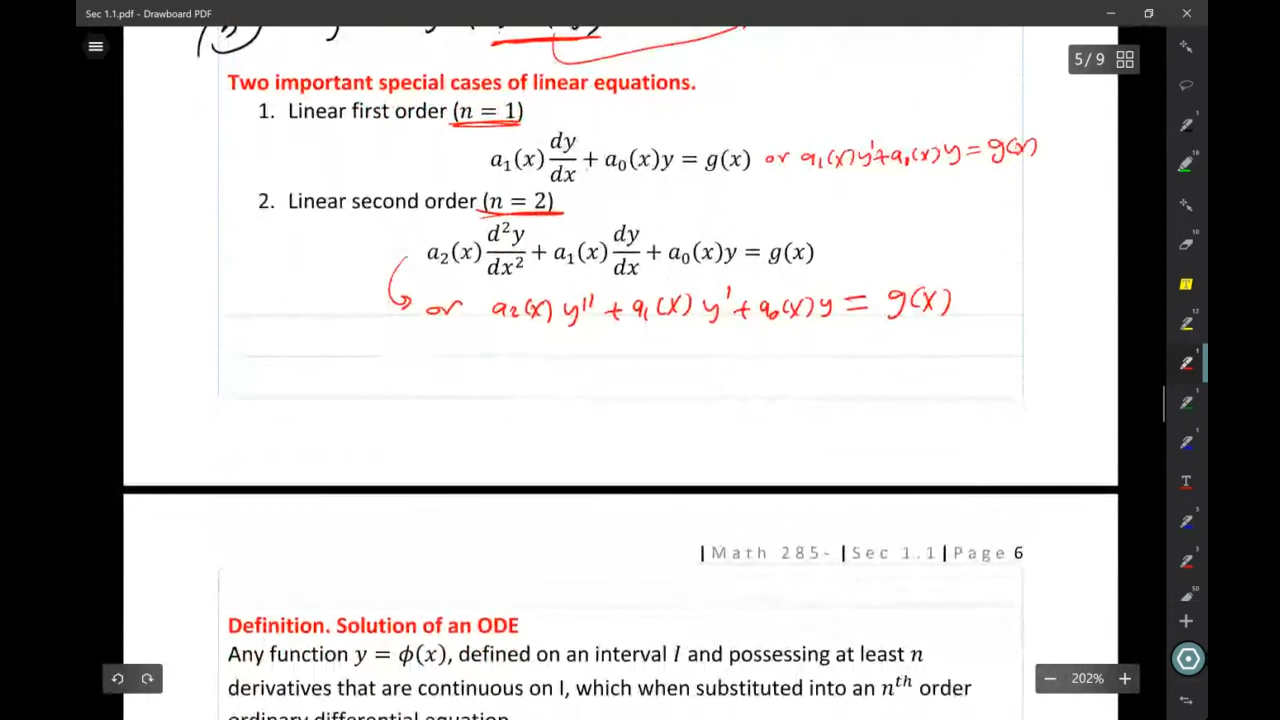 Sec 1.1.pdf - Drawboard PDF
5 / 9
Two important special cases of linear equations.
1. Linear first order (n = 1)
a₁(x) dy/dx + a₀(x)y = g(x) or a₁(x)y' + a₀(x)y = g(x)
2. Linear second order (n = 2)
a₂(x) d²y/dx² + a₁(x) dy/dx + a₀(x)y = g(x)
or a₂(x) y'' + a₁(x) y' + a₀(x) y = g(x)
|Math 285- |Sec 1.1|Page 6
Definition. Solution of an ODE
Any function y = ϕ(x), defined on an interval I and possessing at least n
derivatives that are continuous on I, which when substituted into an nᵗʰ order
ordinary differential equation
202%